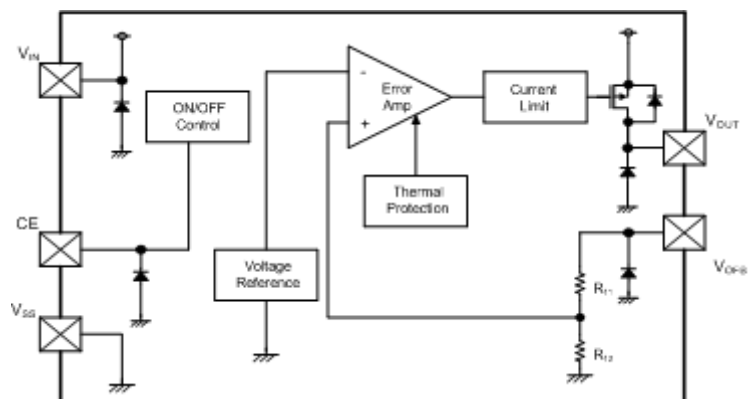 VIN
ON/OFF
Control
CE
VSS
-
+
Error
Amp
Current
Limit
Thermal
Protection
Voltage
Reference
VOUT
VOFB
Rf1
Rf2